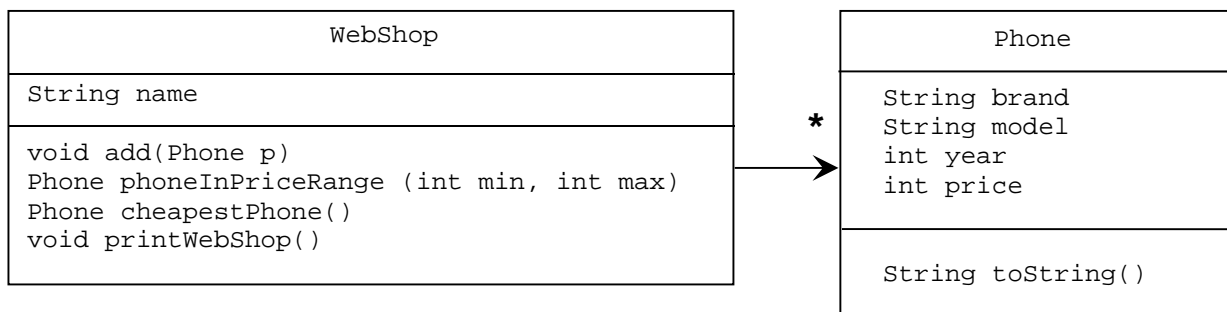 WebShop
String name
void add(Phone p)
Phone phoneInPriceRange (int min, int max)
Phone cheapestPhone()
void printWebShop()
*
Phone
String brand
String model
int year
int price
String toString()